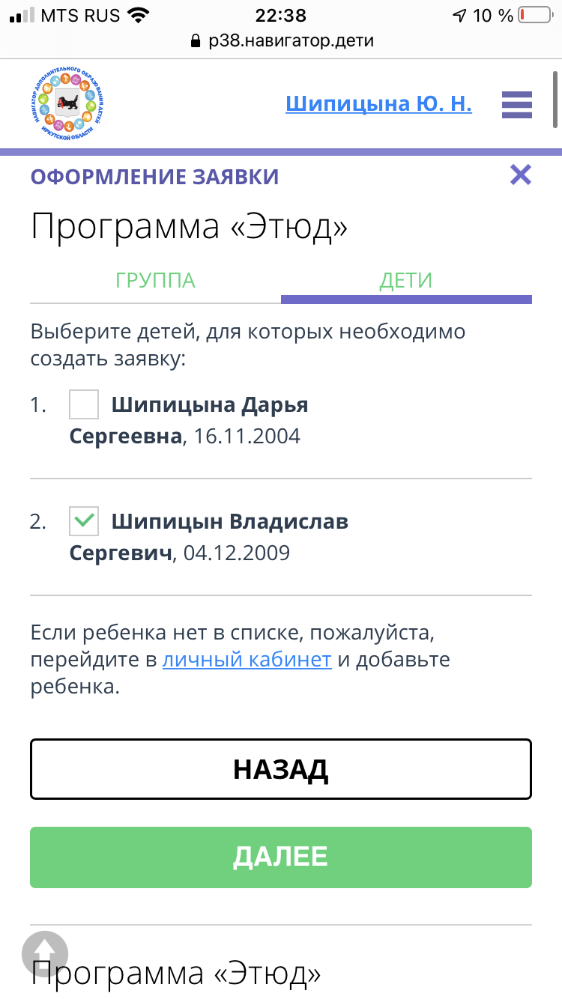 MTS RUS 22:38 10 %
р38.навигатор.дети
НАВИГАТОР ДОПОЛНИТЕЛЬНОГО ОБРАЗОВАНИЯ ДЕТЕЙ
ИРКУТСКОЙ ОБЛАСТИ
Шипицына Ю. Н.
ОФОРМЛЕНИЕ ЗАЯВКИ
Программа «Этюд»
ГРУППА ДЕТИ
Выберите детей, для которых необходимо
создать заявку:
1. Шипицына Дарья
Сергеевна, 16.11.2004
2. Шипицын Владислав
Сергевич, 04.12.2009
Если ребенка нет в списке, пожалуйста,
перейдите в личный кабинет и добавьте
ребенка.
НАЗАД
ДАЛЕЕ
Программа «Этюд»